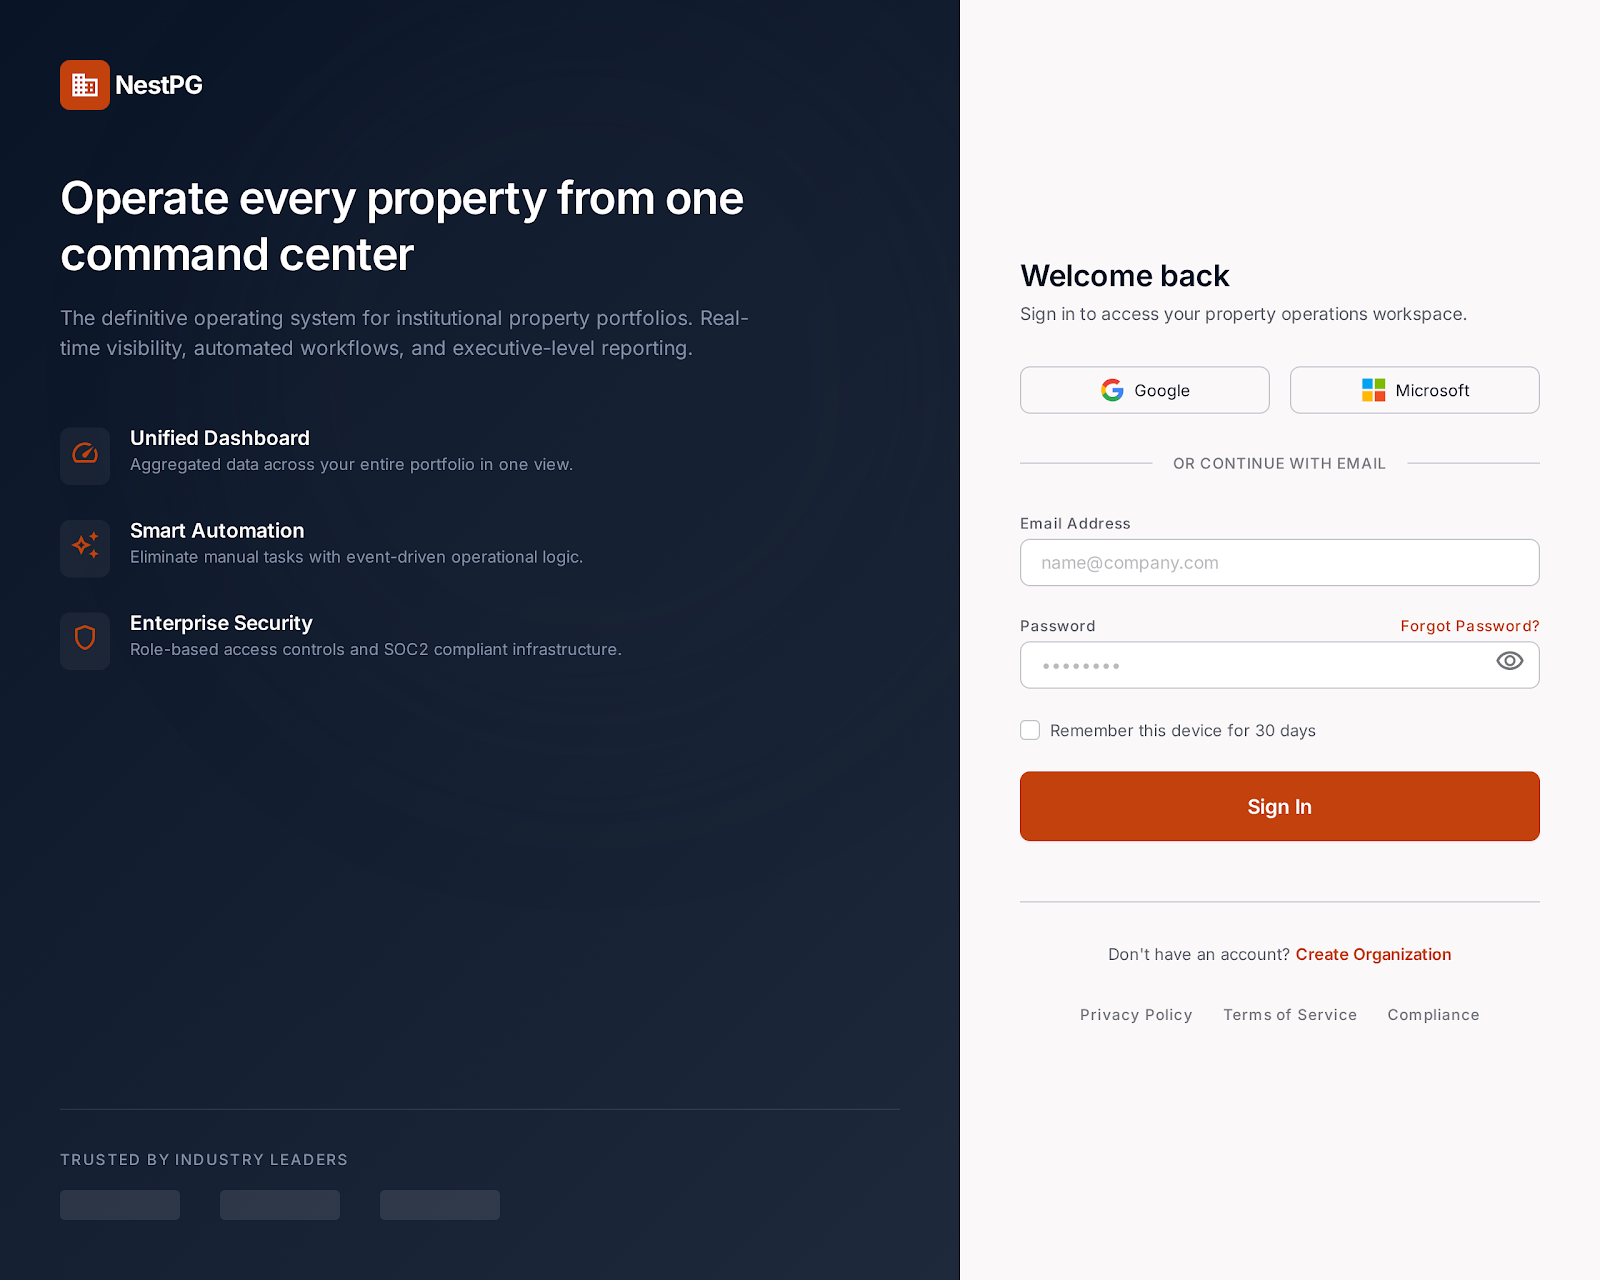 NestPG
Operate every property from one
command center
The definitive operating system for institutional property portfolios. Real-
time visibility, automated workflows, and executive-level reporting.
Unified Dashboard
Aggregated data across your entire portfolio in one view.
Smart Automation
Eliminate manual tasks with event-driven operational logic.
Enterprise Security
Role-based access controls and SOC2 compliant infrastructure.
TRUSTED BY INDUSTRY LEADERS
Welcome back
Sign in to access your property operations workspace.
Google
Microsoft
OR CONTINUE WITH EMAIL
Email Address
name@company.com
Password
Forgot Password?
••••••••
Remember this device for 30 days
Sign In
Don't have an account? Create Organization
Privacy Policy
Terms of Service
Compliance